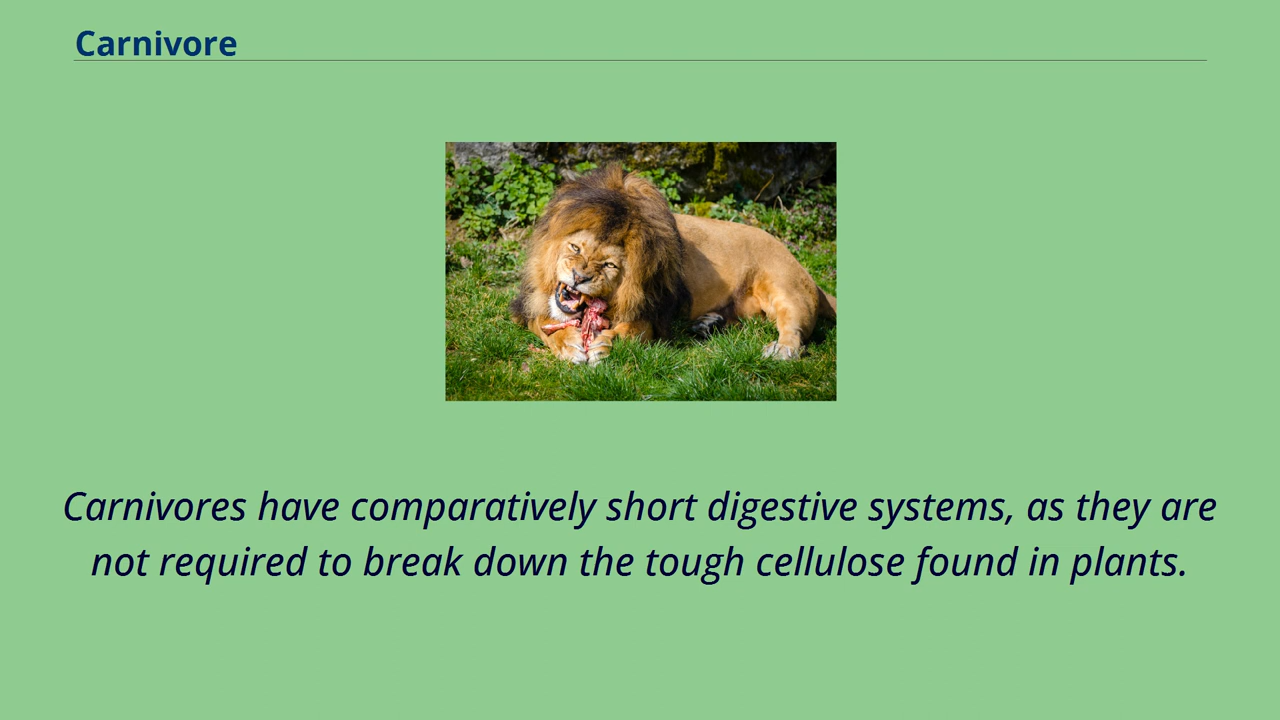 Carnivore
Carnivores have comparatively short digestive systems, as they are
not required to break down the tough cellulose found in plants.